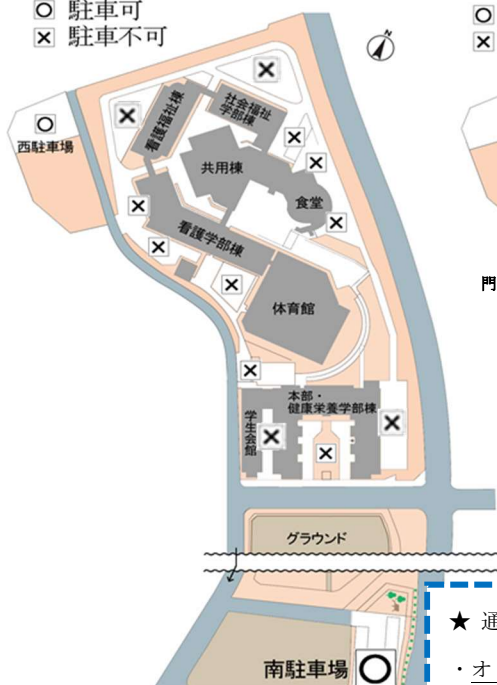 ○ 駐車可
× 駐車不可
N
社会福祉
学部棟
看護福祉棟
西駐車場
共用棟
食堂
看護学部棟
体育館
門
本部・
健康栄養学部棟
学生会館
グラウンド
★ 通
・オ
南駐車場